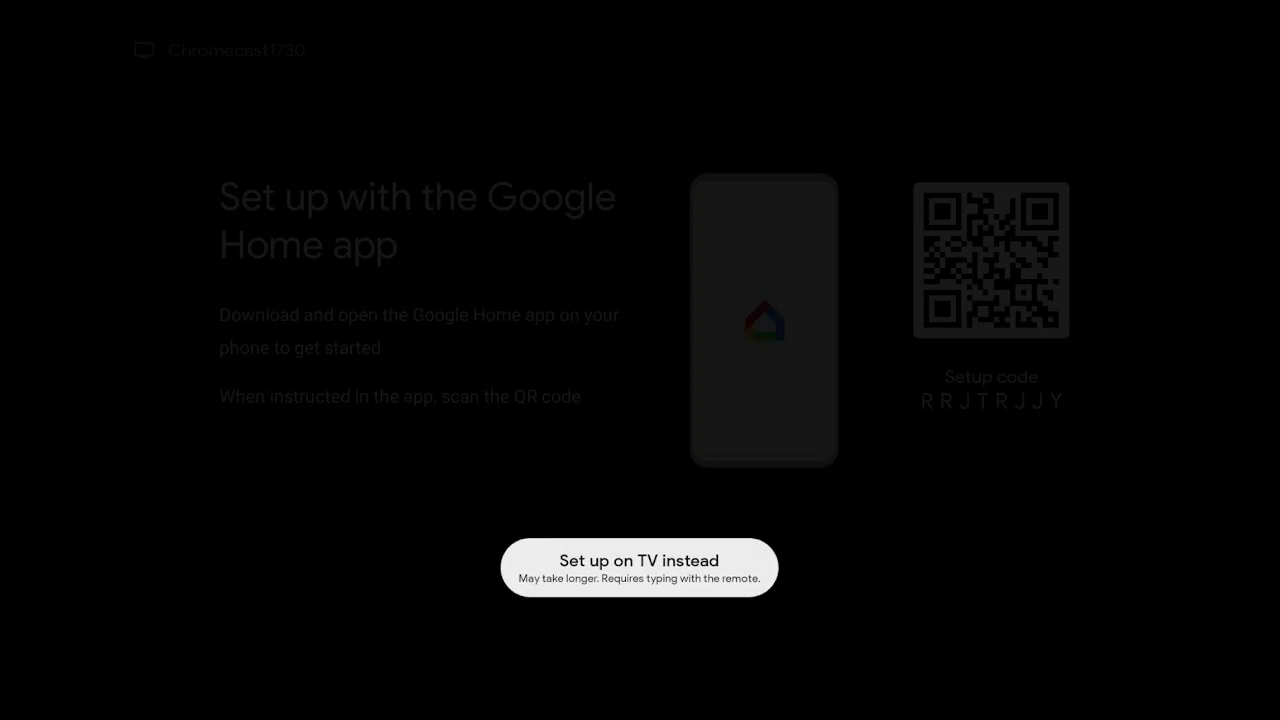 Chromecast1730
Set up with the Google
Home app
Download and open the Google Home app on your
phone to get started
When instructed in the app, scan the QR code
Setup code
RRJTRJJY
Set up on TV instead
May take longer. Requires typing with the remote.